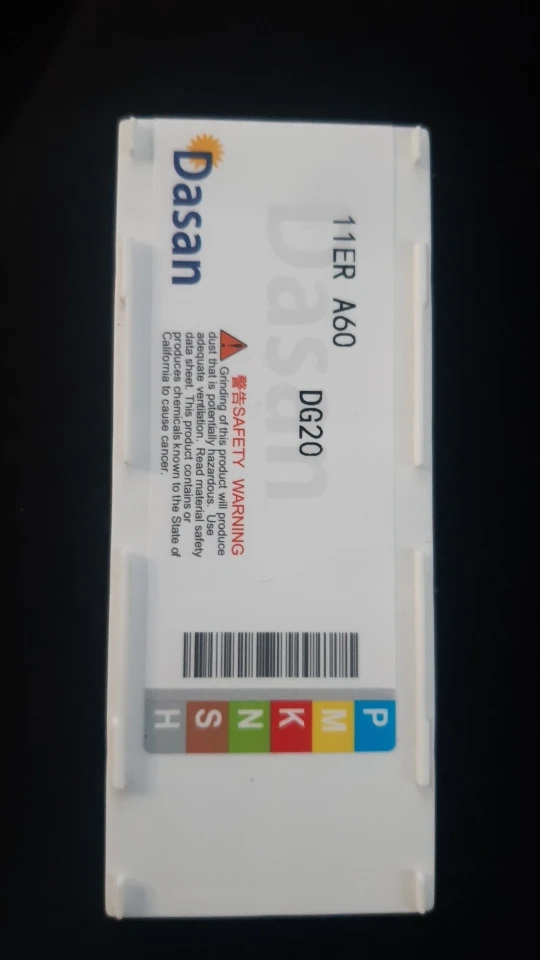 Dasan
11ER A60
Dasan
DG20
警告SAFETY WARNING
Grinding of this product will produce
dust that is potentially hazardous. Use
adequate ventilation. Read material safety
data sheet. This product contains or
produces chemicals known to the State of
California to cause cancer.
P
M
K
N
S
H